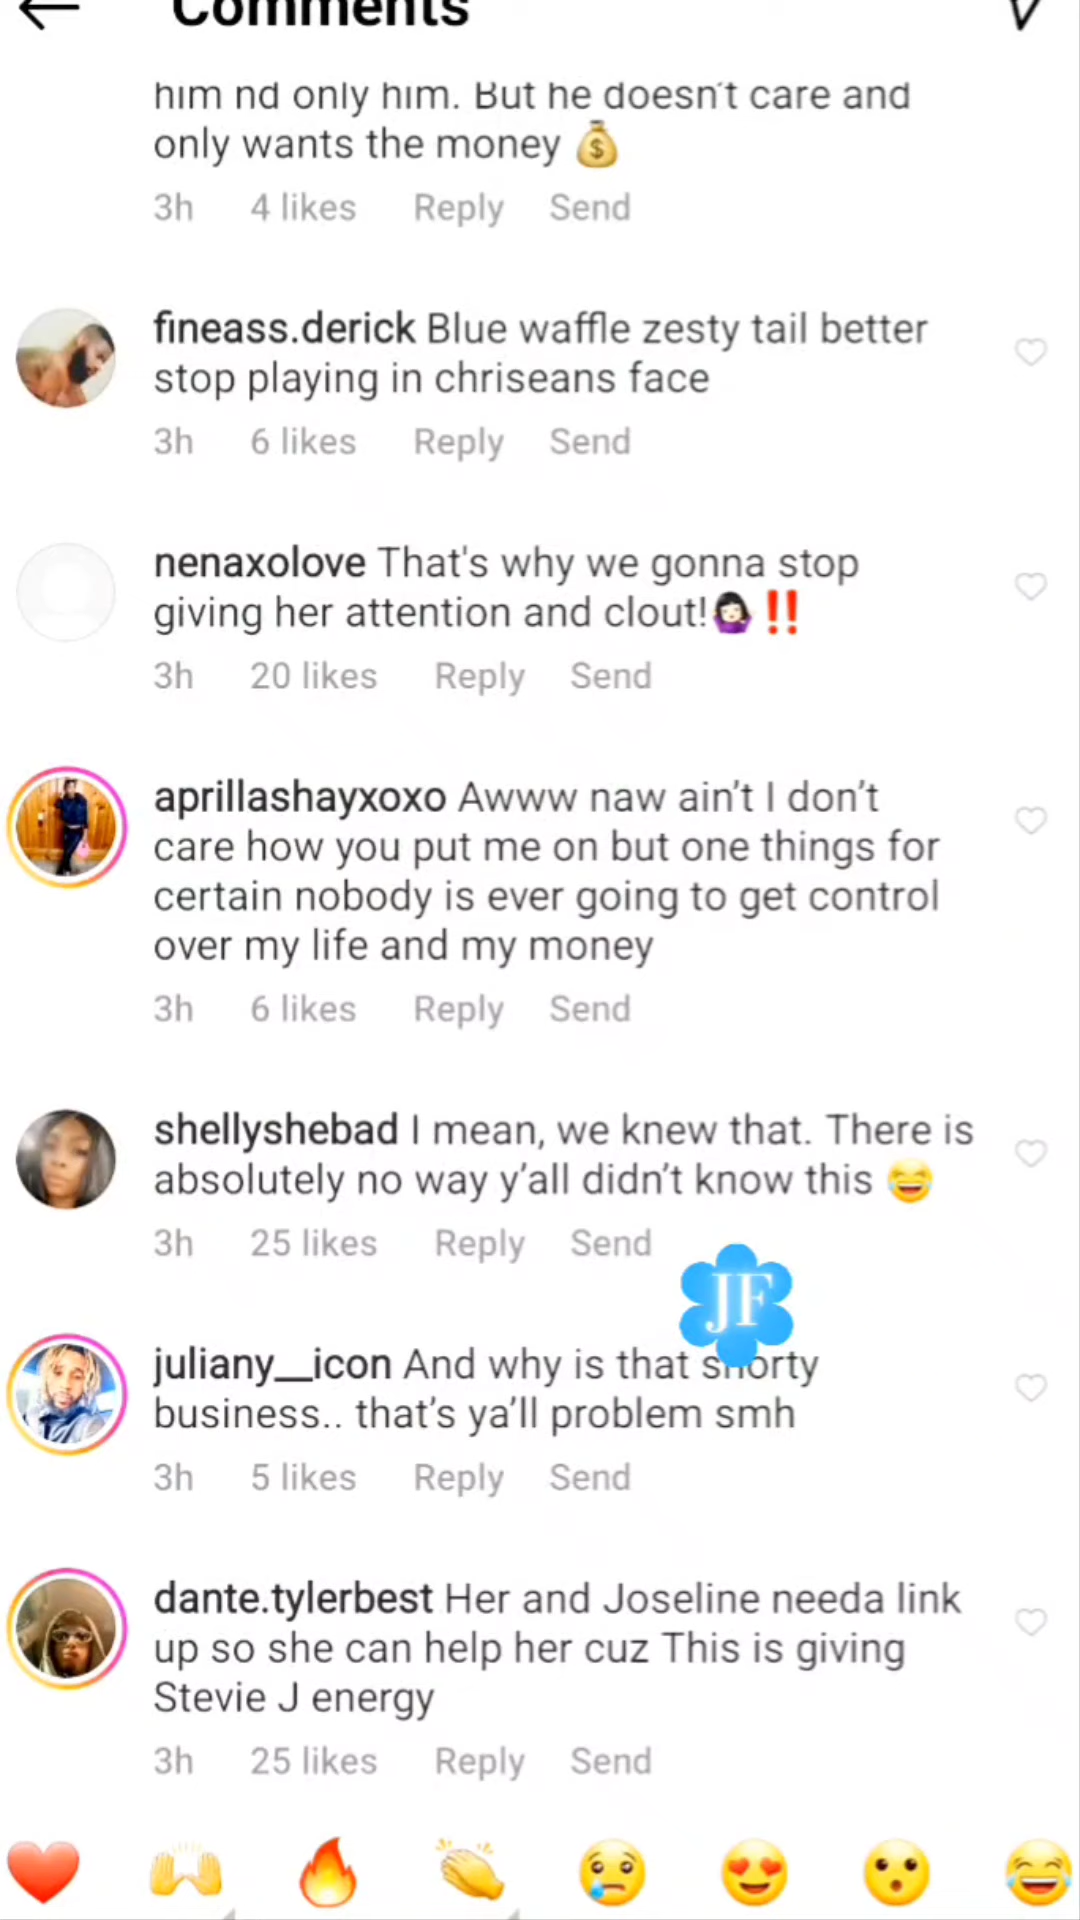 Comments
him nd only him. But he doesn't care and
only wants the money 💰
3h 4 likes Reply Send
fineass.derick Blue waffle zesty tail better
stop playing in chriseans face
3h 6 likes Reply Send
nenaxolove That's why we gonna stop
giving her attention and clout!🤷🏻‍♀️‼️
3h 20 likes Reply Send
aprillashayxoxo Awww naw ain't I don't
care how you put me on but one things for
certain nobody is ever going to get control
over my life and my money
3h 6 likes Reply Send
shellyshebad I mean, we knew that. There is
absolutely no way y'all didn't know this 😂
3h 25 likes Reply Send
JF
juliany__icon And why is that shorty
business.. that's ya'll problem smh
3h 5 likes Reply Send
dante.tylerbest Her and Joseline needa link
up so she can help her cuz This is giving
Stevie J energy
3h 25 likes Reply Send